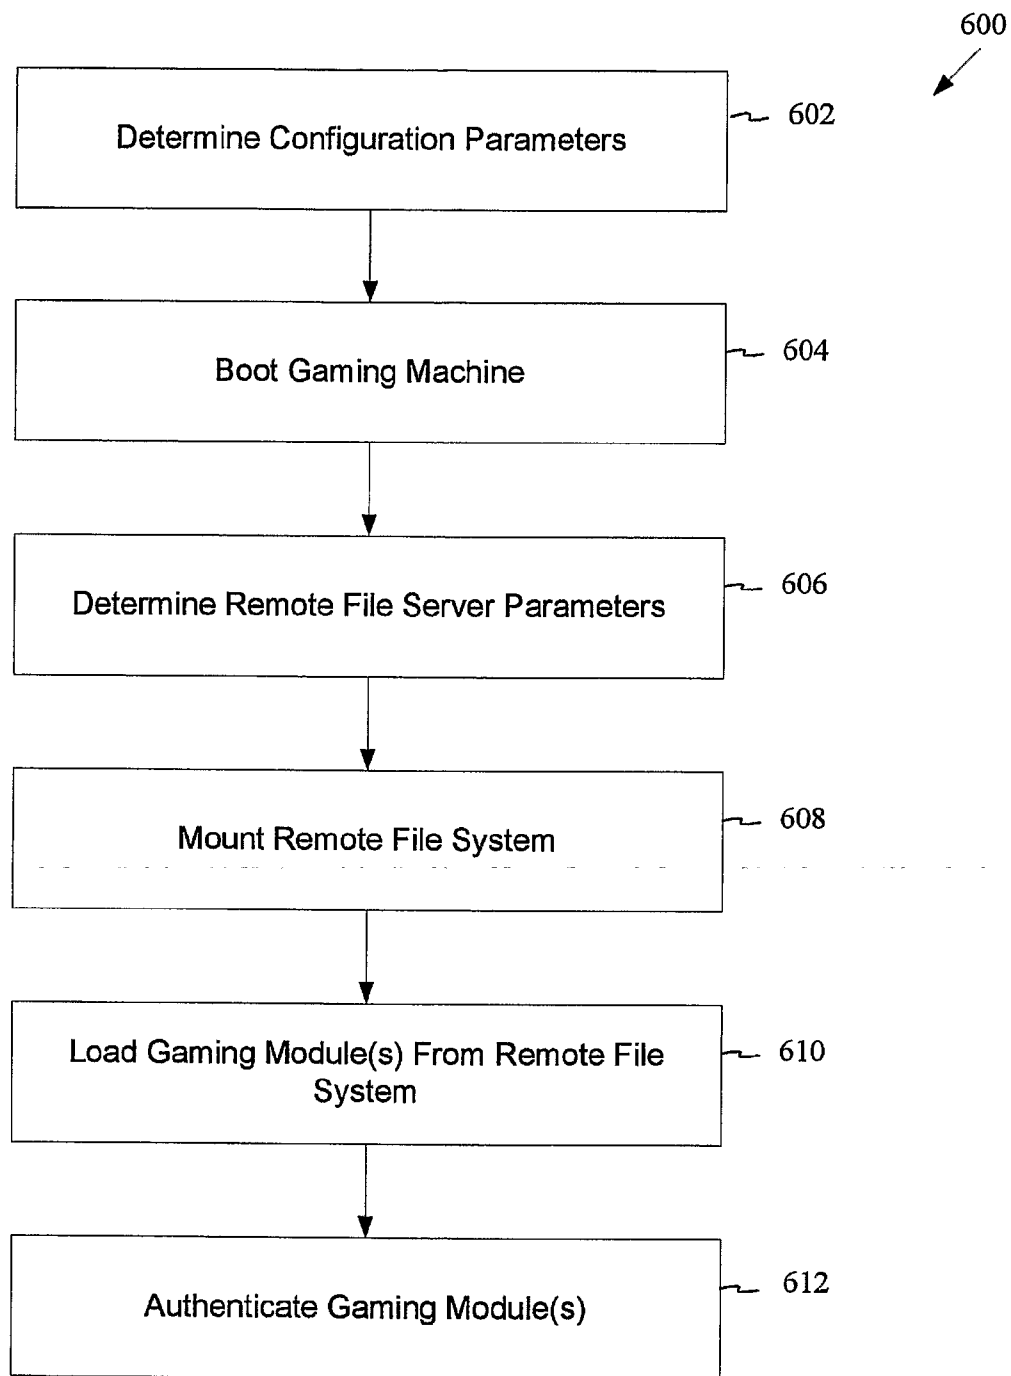 600
Determine Configuration Parameters
602
Boot Gaming Machine
604
Determine Remote File Server Parameters
606
Mount Remote File System
608
Load Gaming Module(s) From Remote File
System
610
Authenticate Gaming Module(s)
612